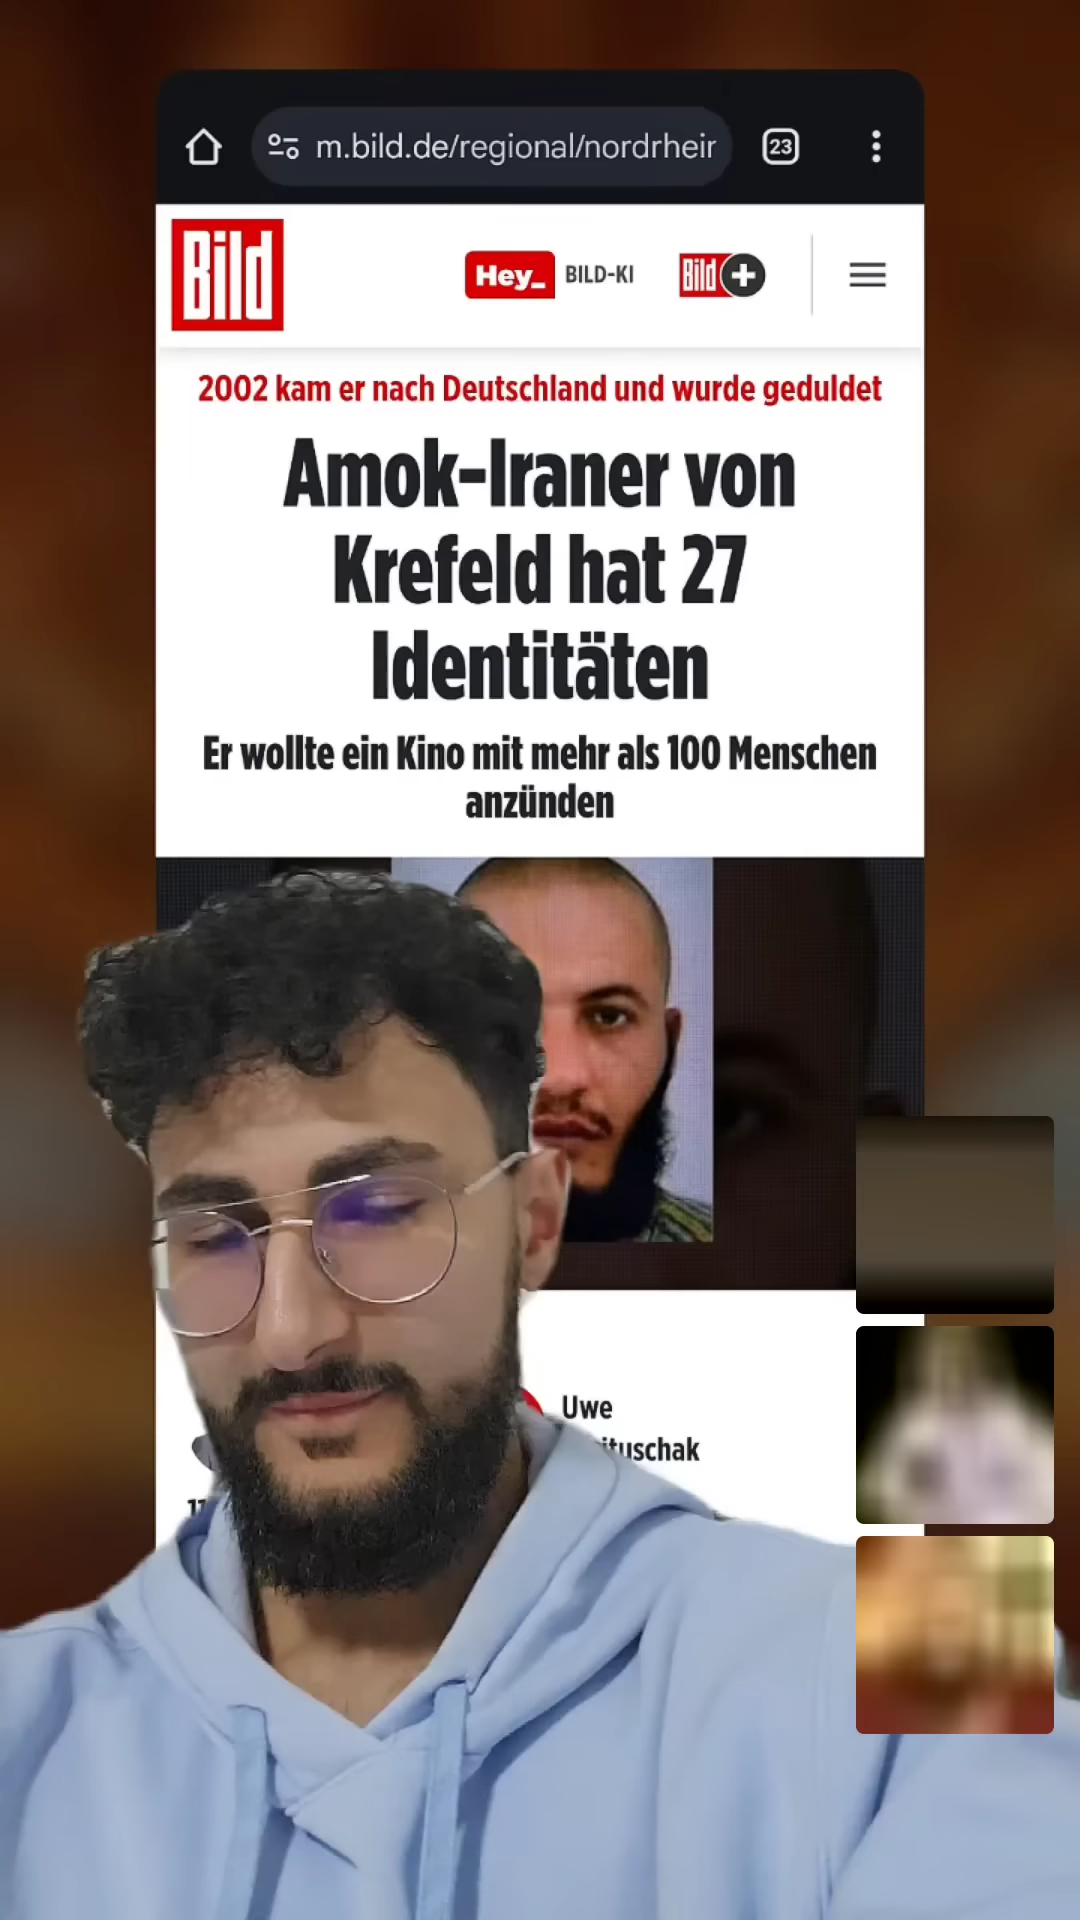 m.bild.de/regional/nordrhein
23
Bild
Hey_ BILD-KI
Bild +
2002 kam er nach Deutschland und wurde geduldet
Amok-Iraner von
Krefeld hat 27
Identitäten
Er wollte ein Kino mit mehr als 100 Menschen
anzünden
Uwe